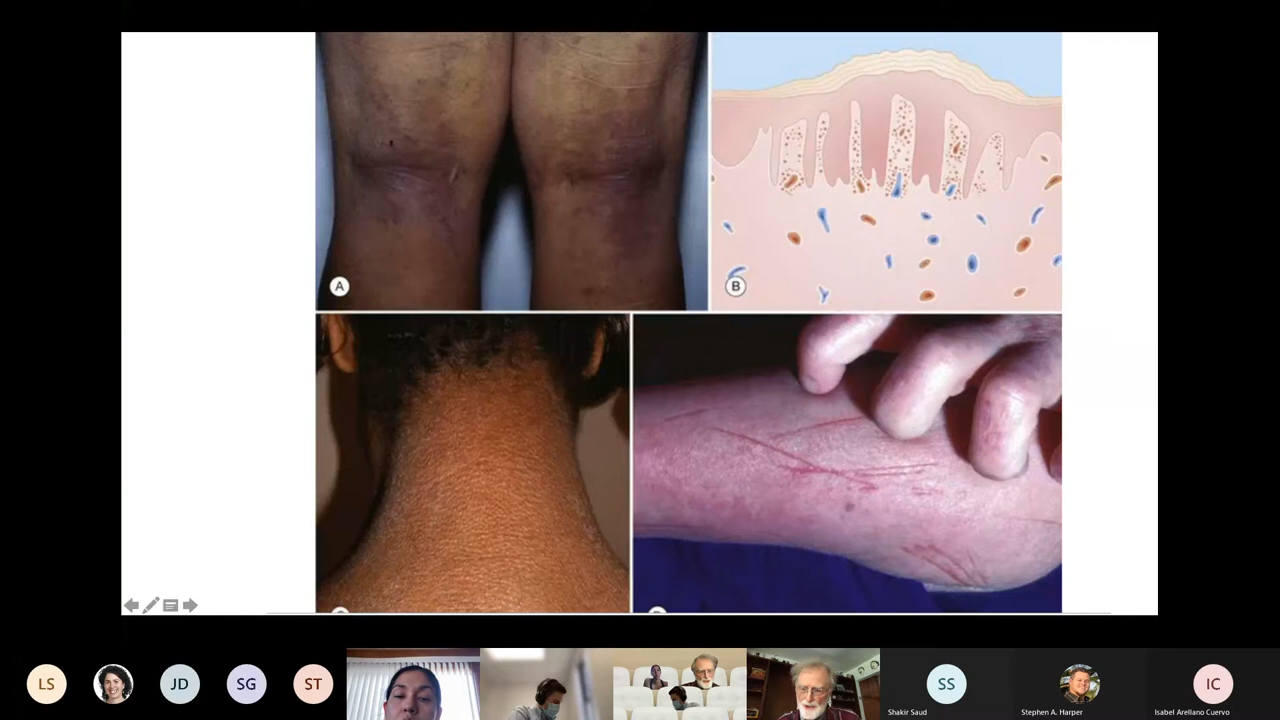 A
B
LS
JD
SG
ST
SS
IC
Shakir Saud
Stephen A. Harper
Isabel Arellano Cuervo